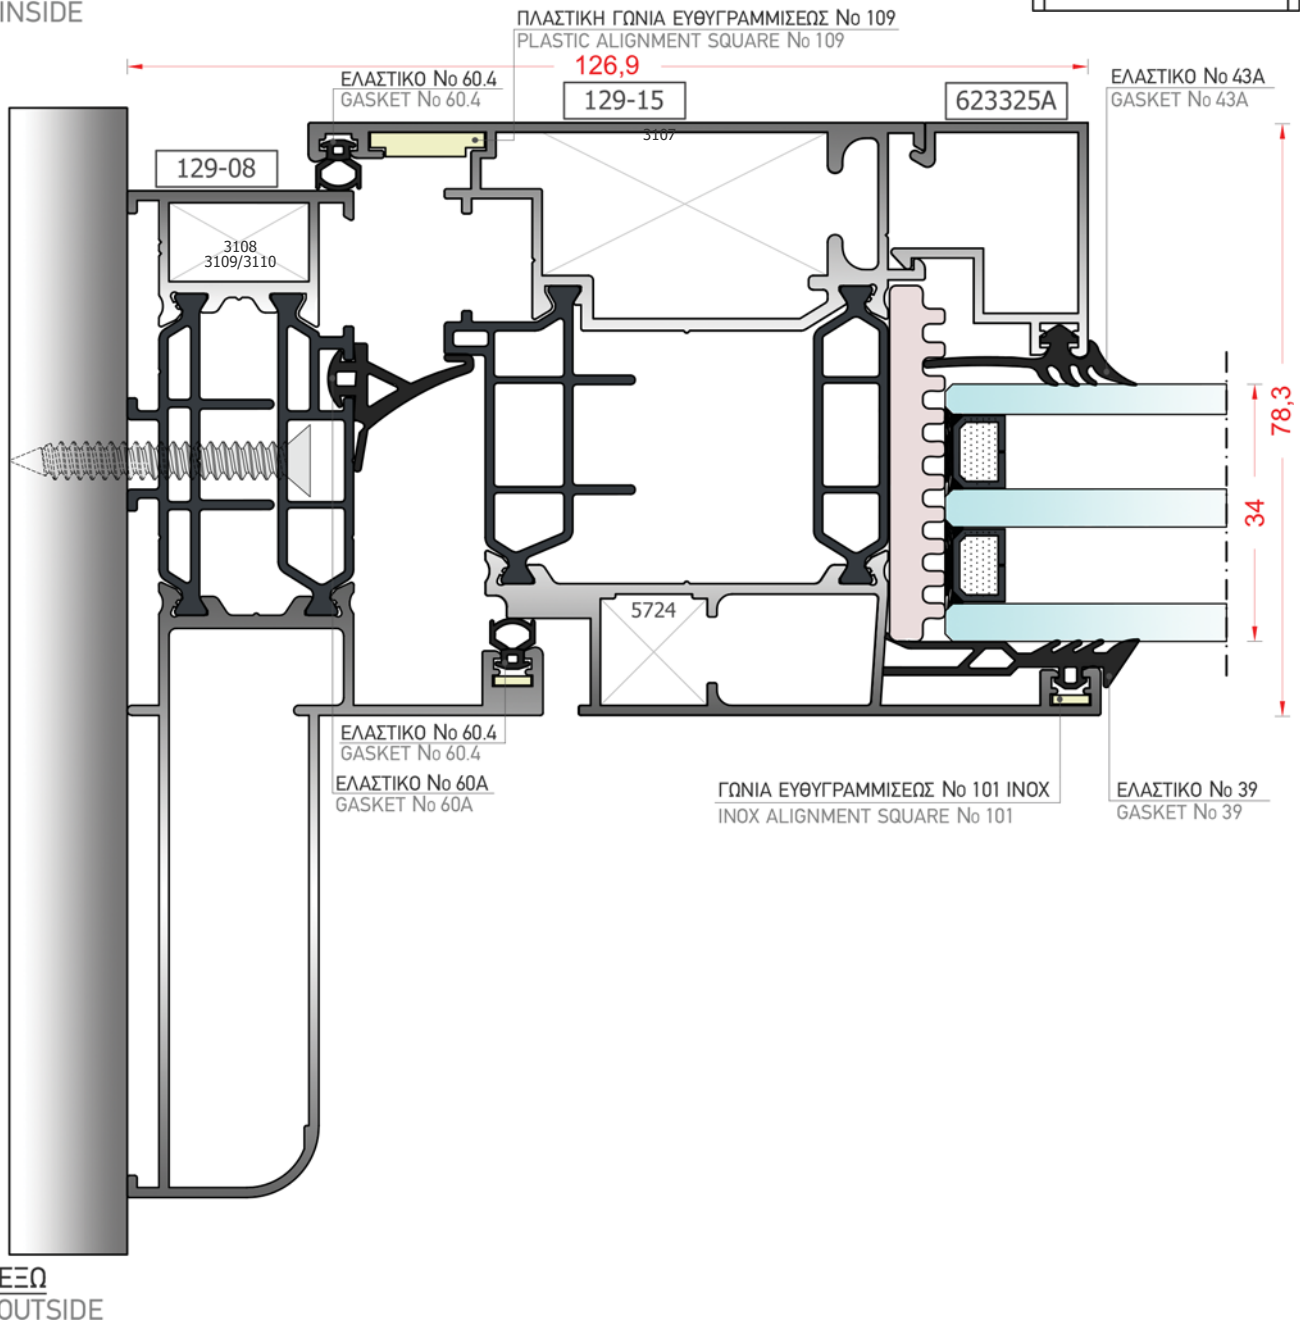 INSIDE
ΠΛΑΣΤΙΚΗ ΓΩΝΙΑ ΕΥΘΥΓΡΑΜΜΙΣΕΩΣ No 109
PLASTIC ALIGNMENT SQUARE No 109
126,9
ΕΛΑΣΤΙΚΟ No 60.4
GASKET No 60.4
129-15
623325A
ΕΛΑΣΤΙΚΟ No 43A
GASKET No 43A
3107
129-08
3108
3109/3110
78,3
34
5724
ΕΛΑΣΤΙΚΟ No 60.4
GASKET No 60.4
ΕΛΑΣΤΙΚΟ No 60A
GASKET No 60A
ΓΩΝΙΑ ΕΥΘΥΓΡΑΜΜΙΣΕΩΣ No 101 INOX
INOX ALIGNMENT SQUARE No 101
ΕΛΑΣΤΙΚΟ No 39
GASKET No 39
ΕΞΩ
OUTSIDE